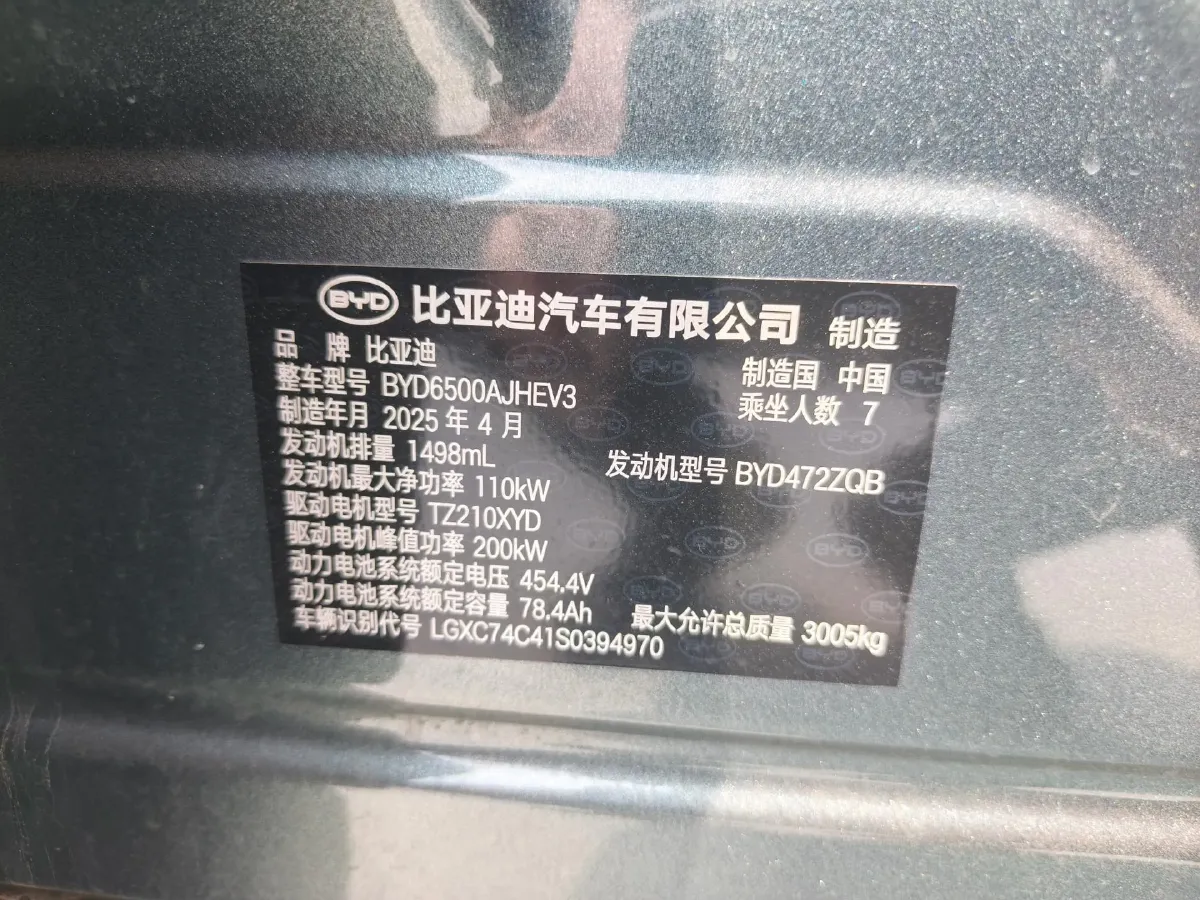 BYD 比亚迪汽车有限公司 制造
品 牌 比亚迪 制造国 中国
整车型号 BYD6500AJHEV3 乘坐人数 7
制造年月 2025 年 4 月
发动机排量 1498mL 发动机型号 BYD472ZQB
发动机最大净功率 110kW
驱动电机型号 TZ210XYD
驱动电机峰值功率 200kW
动力电池系统额定电压 454.4V
动力电池系统额定容量 78.4Ah 最大允许总质量 3005kg
车辆识别代号 LGXC74C41S0394970